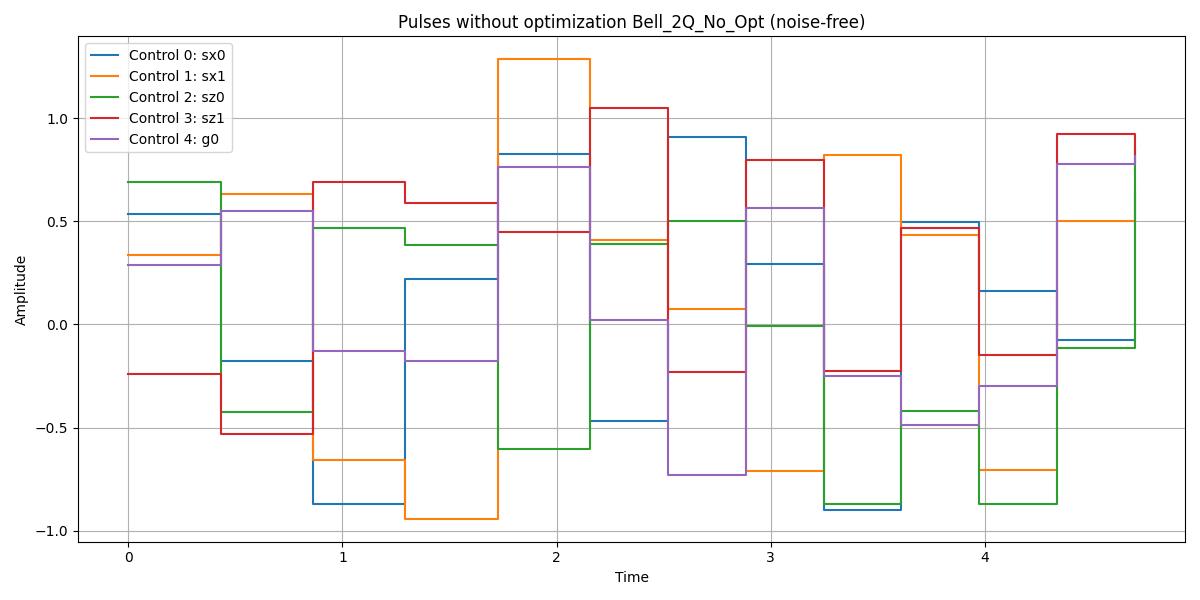 Pulses without optimization Bell_2Q_No_Opt (noise-free)
Control 0: sx0
Control 1: sx1
Control 2: sz0
Control 3: sz1
Control 4: g0
Amplitude
1.0
0.5
0.0
−0.5
−1.0
0 1 2 3 4
Time